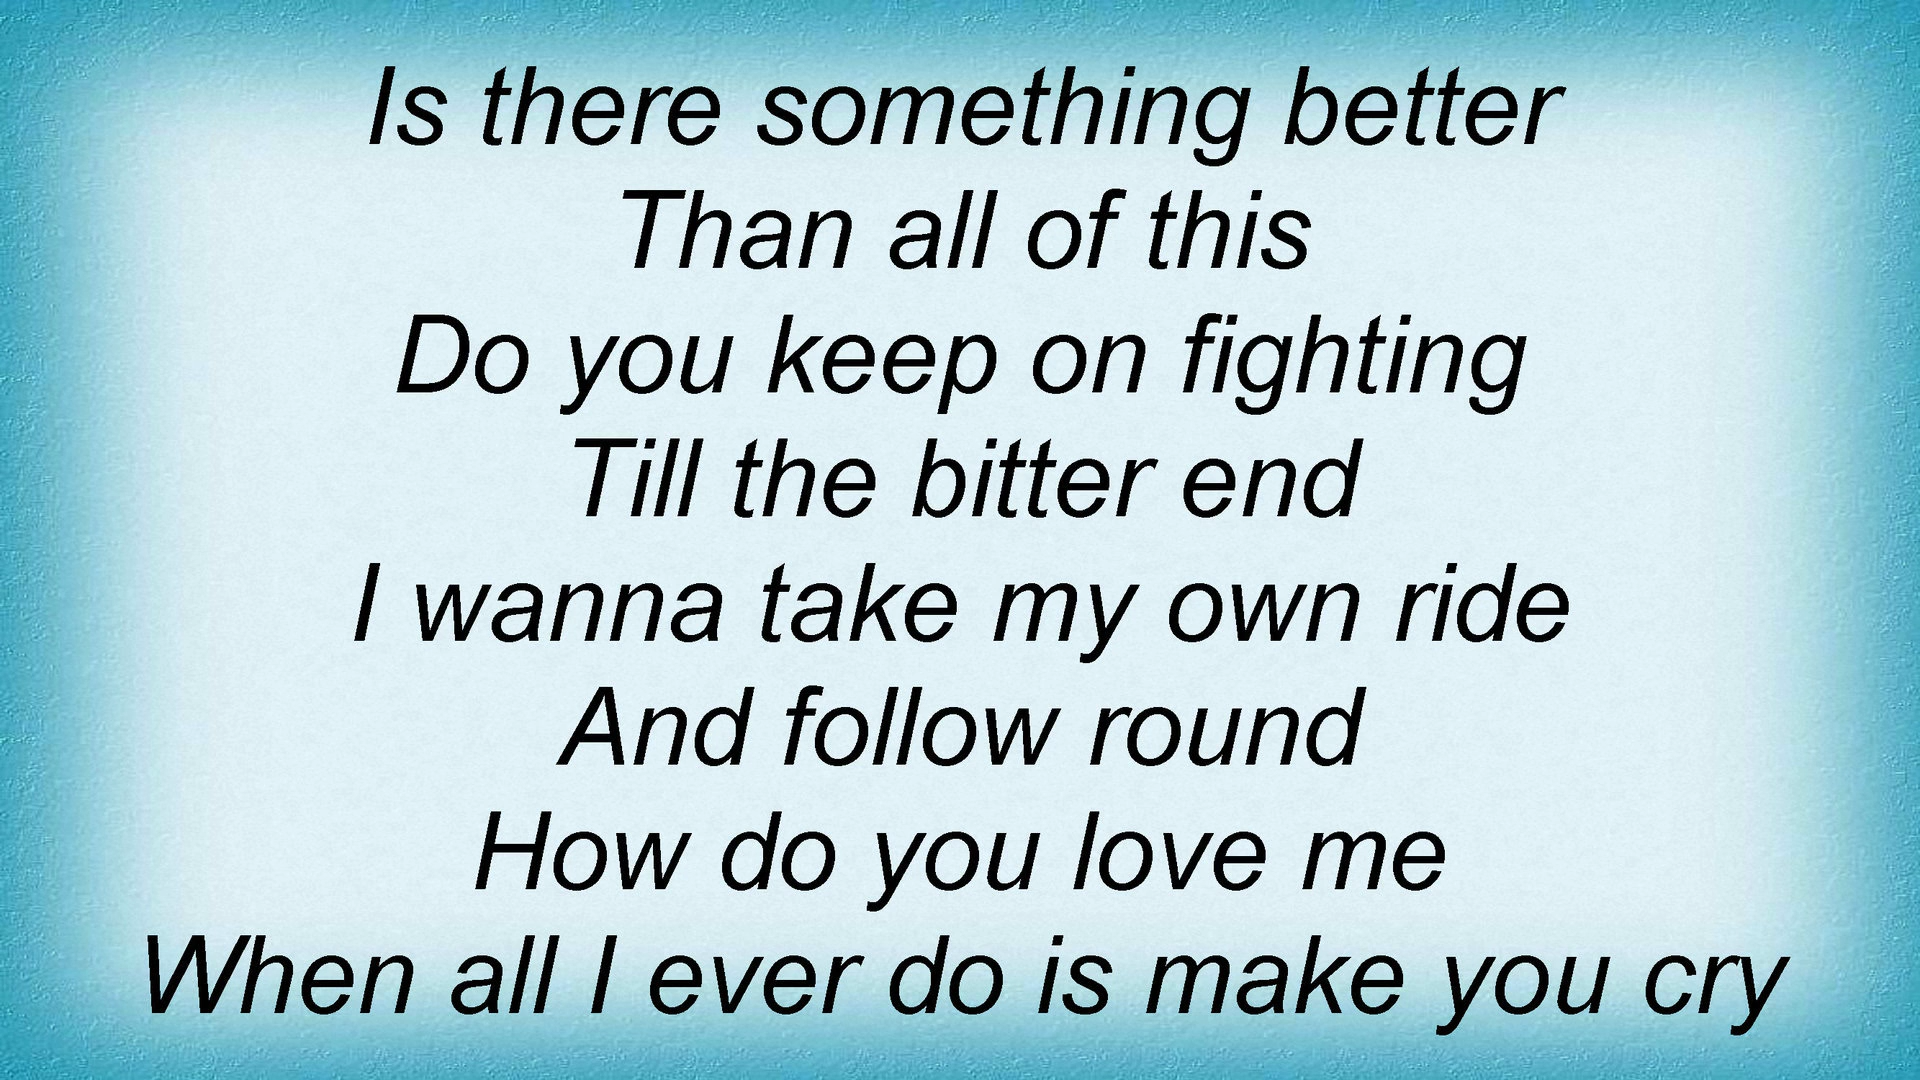 Is there something better
Than all of this
Do you keep on fighting
Till the bitter end
I wanna take my own ride
And follow round
How do you love me
When all I ever do is make you cry